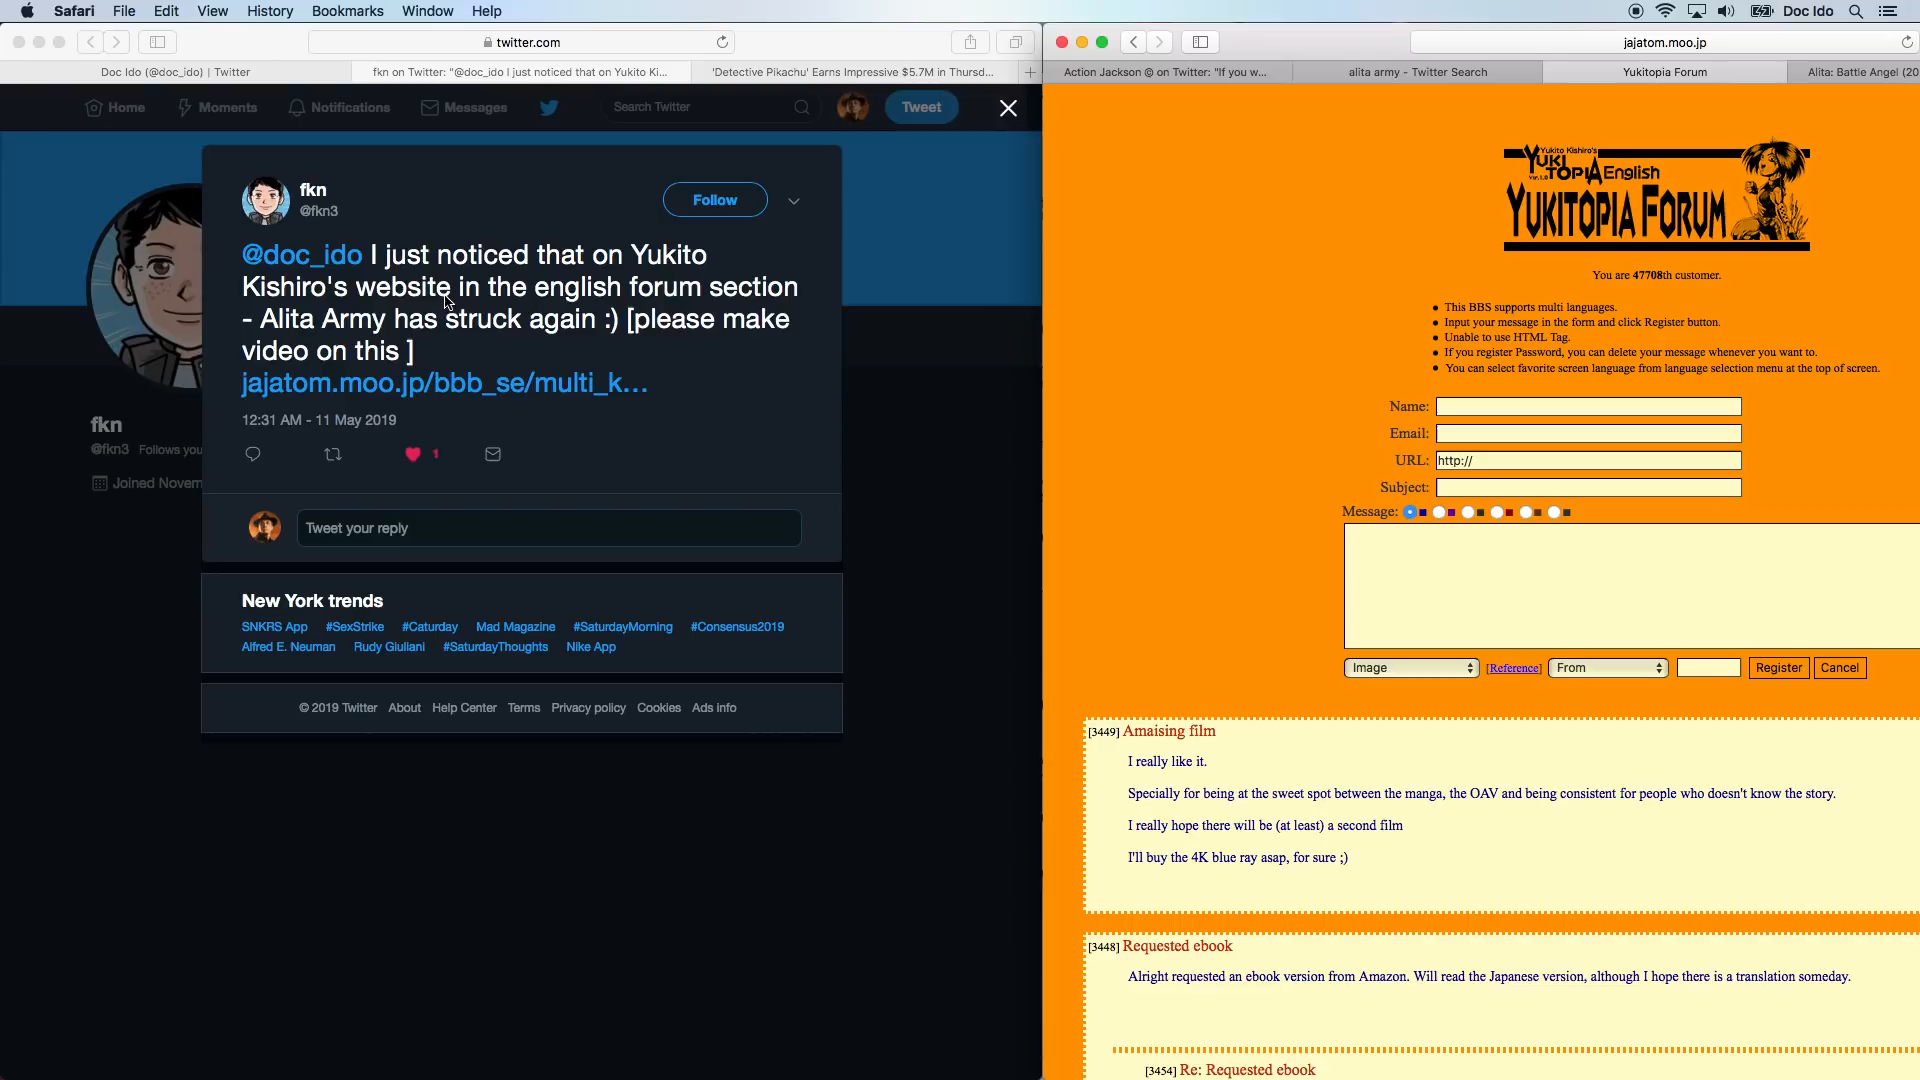 Safari File Edit View History Bookmarks Window Help
Doc Ido
twitter.com
Doc Ido (@doc_ido) | Twitter
fkn on Twitter: "@doc_ido I just noticed that on Yukito Ki...
'Detective Pikachu' Earns Impressive $5.7M in Thursd...
Home Moments Notifications Messages Search Twitter Tweet
fkn
@fkn3
Follow
@doc_ido I just noticed that on Yukito
Kishiro's website in the english forum section
- Alita Army has struck again :) [please make
video on this ]
jajatom.moo.jp/bbb_se/multi_k...
12:31 AM - 11 May 2019
1
fkn
@fkn3 Follows you
Joined Novem
Tweet your reply
New York trends
SNKRS App #SexStrike #Caturday Mad Magazine #SaturdayMorning #Consensus2019
Alfred E. Neuman Rudy Giuliani #SaturdayThoughts Nike App
© 2019 Twitter About Help Center Terms Privacy policy Cookies Ads info
jajatom.moo.jp
Action Jackson © on Twitter: "If you w...
alita army - Twitter Search
Yukitopia Forum
Alita: Battle Angel (20
Yukito Kishiro's
YUKITOPIA English
Ver.1.0
YUKITOPIA FORUM
You are 47708th customer.
This BBS supports multi languages.
Input your message in the form and click Register button.
Unable to use HTML Tag.
If you register Password, you can delete your message whenever you want to.
You can select favorite screen language from language selection menu at the top of screen.
Name:
Email:
URL: http://
Subject:
Message:
Image [Reference] From Register Cancel
[3449] Amaising film
I really like it.
Specially for being at the sweet spot between the manga, the OAV and being consistent for people who doesn't know the story.
I really hope there will be (at least) a second film
I'll buy the 4K blue ray asap, for sure ;)
[3448] Requested ebook
Alright requested an ebook version from Amazon. Will read the Japanese version, although I hope there is a translation someday.
[3454] Re: Requested ebook